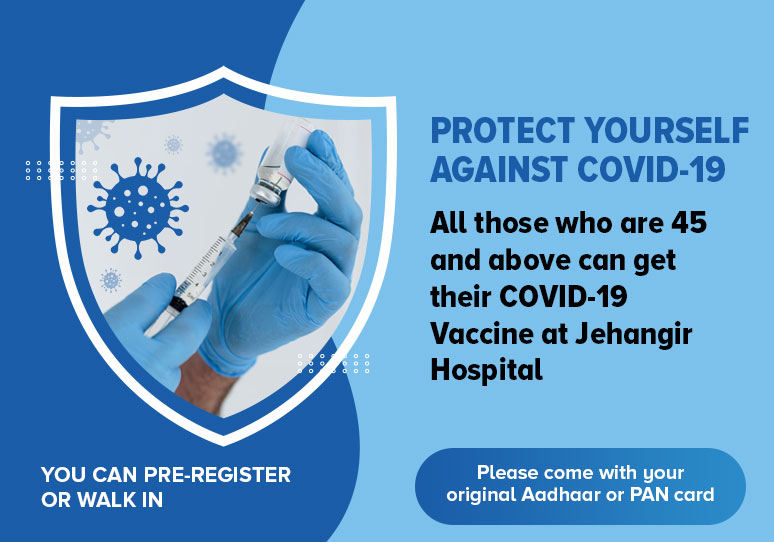 PROTECT YOURSELF
AGAINST COVID-19
All those who are 45
and above can get
their COVID-19
Vaccine at Jehangir
Hospital
YOU CAN PRE-REGISTER
OR WALK IN
Please come with your
original Aadhaar or PAN card